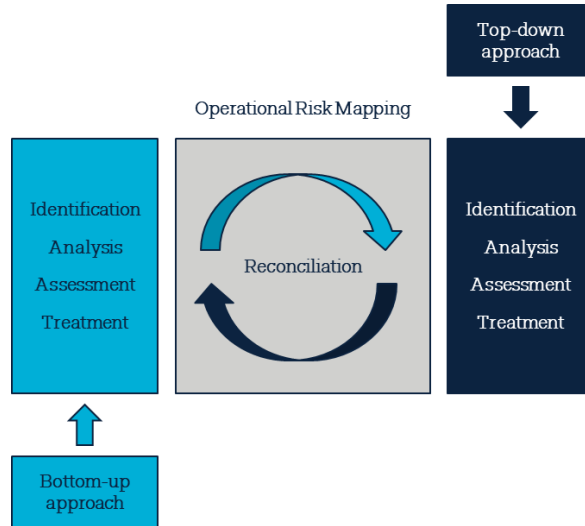 Top-down
approach
Operational Risk Mapping
Identification
Analysis
Assessment
Treatment
Reconciliation
Identification
Analysis
Assessment
Treatment
Bottom-up
approach